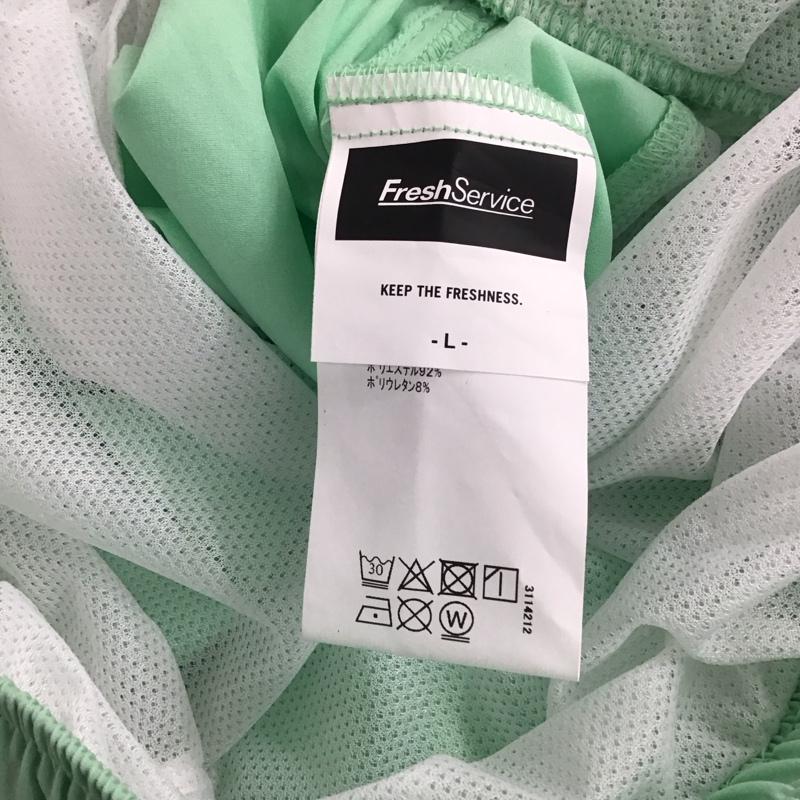 FreshService
KEEP THE FRESHNESS.
- L -
ポリエステル92%
ポリウレタン8%
30
W
3114212